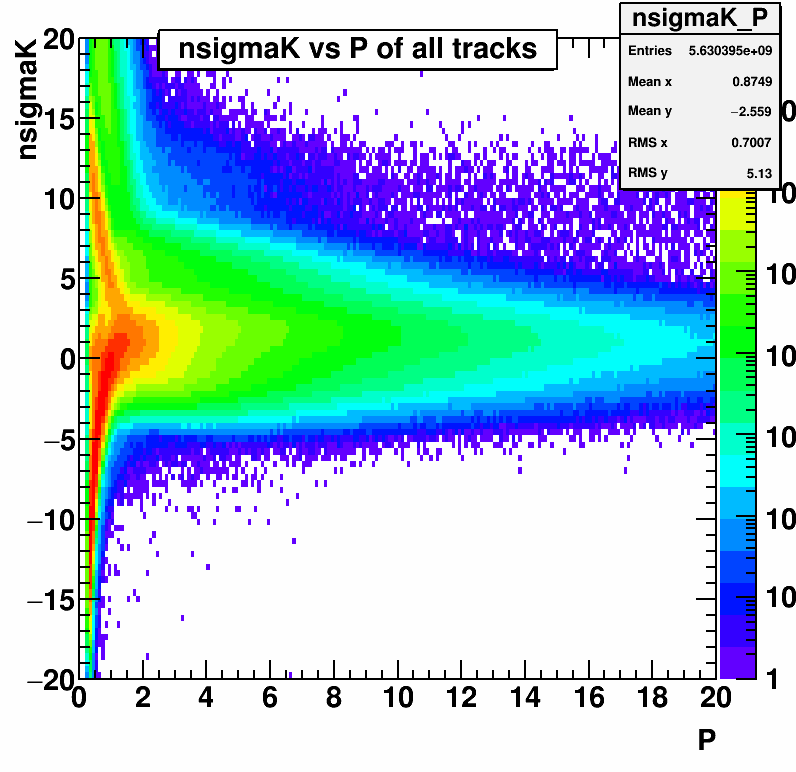 nsigmaK_P
Entries 5.630395e+09
Mean x 0.8749
Mean y −2.559
RMS x 0.7007
RMS y 5.13
nsigmaK vs P of all tracks
nsigmaK
20
15
10
5
0
−5
−10
−15
−20
0 2 4 6 8 10 12 14 16 18 20
P
0
10
10
10
10
10
10
1